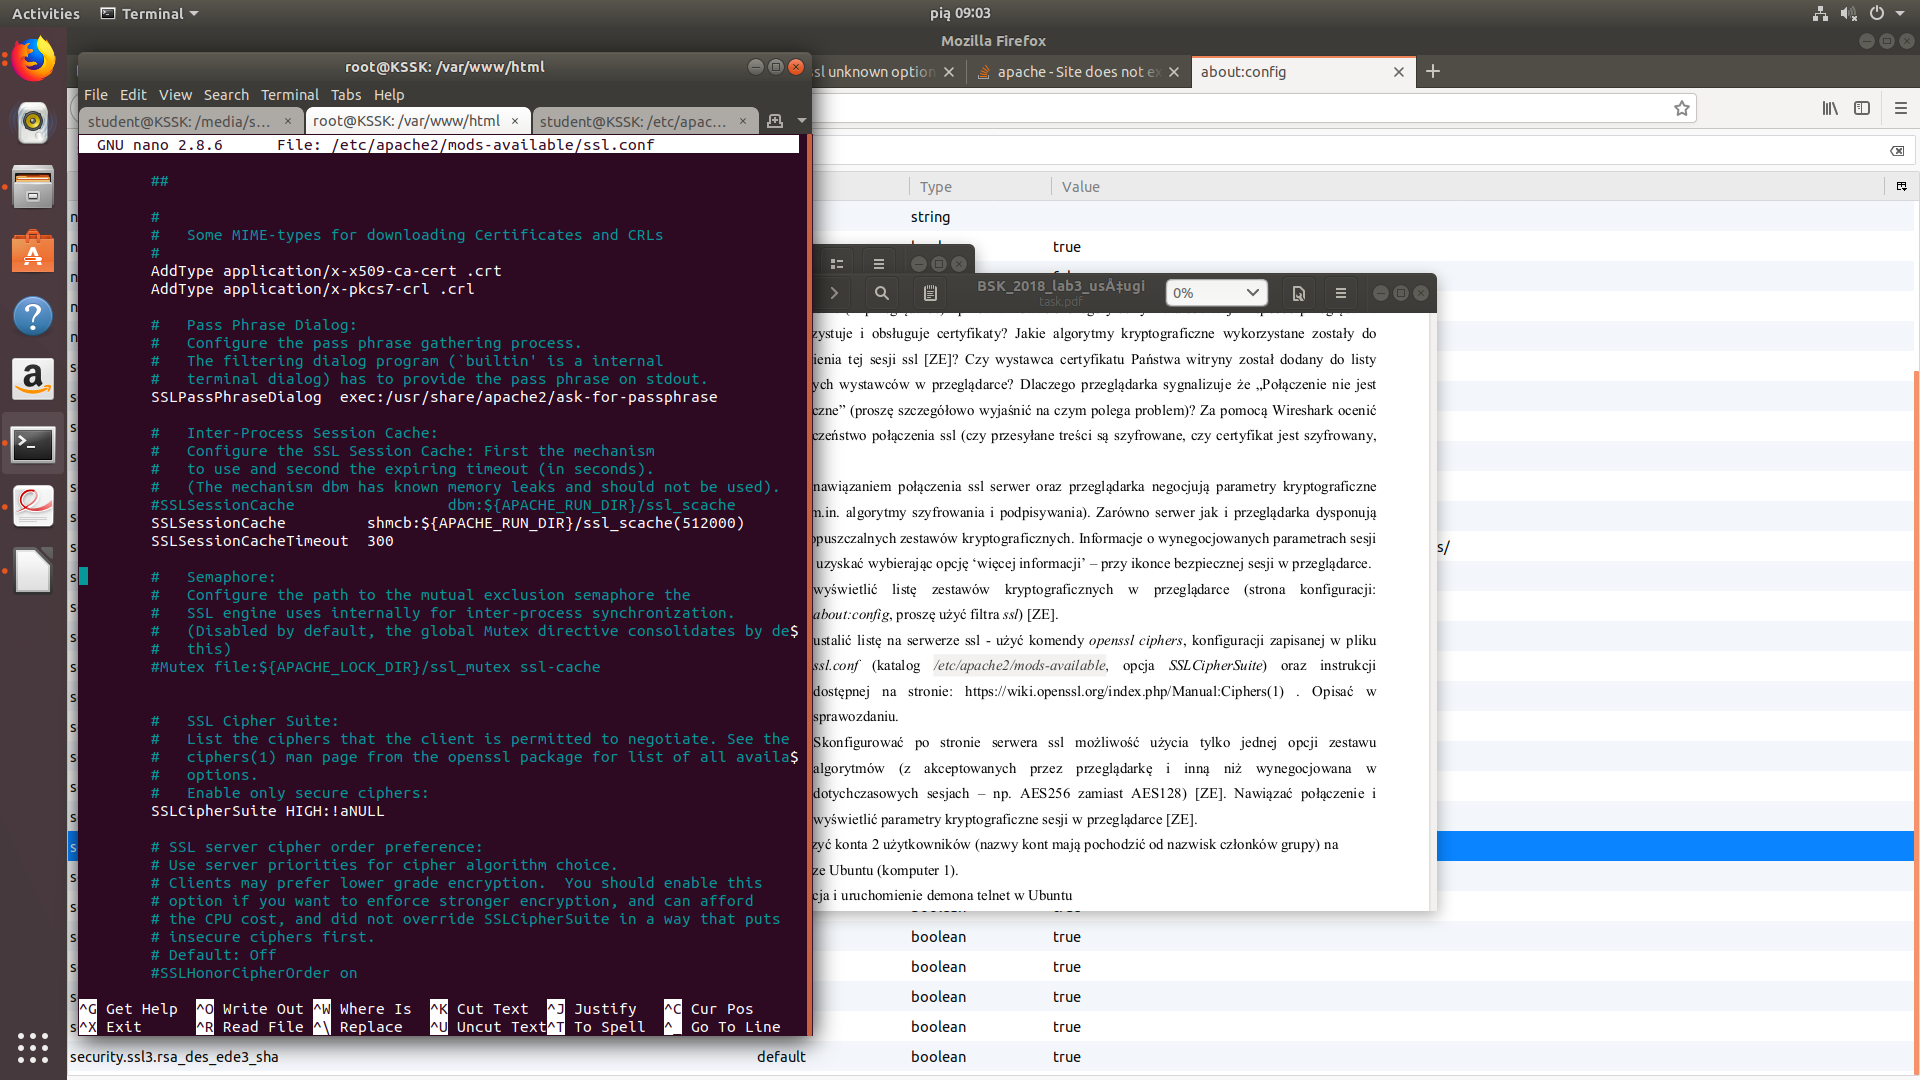 Activities Terminal pią 09:03
Mozilla Firefox
root@KSSK: /var/www/html
sl unknown option
apache - Site does not e
about:config
File Edit View Search Terminal Tabs Help
student@KSSK: /media/s...
root@KSSK: /var/www/html
student@KSSK: /etc/apac...
GNU nano 2.8.6 File: /etc/apache2/mods-available/ssl.conf
##
#
# Some MIME-types for downloading Certificates and CRLs
#
AddType application/x-x509-ca-cert .crt
AddType application/x-pkcs7-crl .crl
# Pass Phrase Dialog:
# Configure the pass phrase gathering process.
# The filtering dialog program (`builtin' is a internal
# terminal dialog) has to provide the pass phrase on stdout.
SSLPassPhraseDialog exec:/usr/share/apache2/ask-for-passphrase
# Inter-Process Session Cache:
# Configure the SSL Session Cache: First the mechanism
# to use and second the expiring timeout (in seconds).
# (The mechanism dbm has known memory leaks and should not be used).
#SSLSessionCache dbm:${APACHE_RUN_DIR}/ssl_scache
SSLSessionCache shmcb:${APACHE_RUN_DIR}/ssl_scache(512000)
SSLSessionCacheTimeout 300
# Semaphore:
# Configure the path to the mutual exclusion semaphore the
# SSL engine uses internally for inter-process synchronization.
# (Disabled by default, the global Mutex directive consolidates by de$
# this)
#Mutex file:${APACHE_LOCK_DIR}/ssl_mutex ssl-cache
# SSL Cipher Suite:
# List the ciphers that the client is permitted to negotiate. See the
# ciphers(1) man page from the openssl package for list of all availa$
# options.
# Enable only secure ciphers:
SSLCipherSuite HIGH:!aNULL
# SSL server cipher order preference:
# Use server priorities for cipher algorithm choice.
# Clients may prefer lower grade encryption. You should enable this
# option if you want to enforce stronger encryption, and can afford
# the CPU cost, and did not override SSLCipherSuite in a way that puts
# insecure ciphers first.
# Default: Off
#SSLHonorCipherOrder on
^G Get Help ^O Write Out ^W Where Is ^K Cut Text ^J Justify ^C Cur Pos
^X Exit ^R Read File ^\ Replace ^U Uncut Text ^T To Spell ^_ Go To Line
Type Value
string
true
BSK_2018_lab3_usÅ‡ugi
task.pdf
0%
zystuje i obsługuje certyfikaty? Jakie algorytmy kryptograficzne wykorzystane zostały do
ienia tej sesji ssl [ZE]? Czy wystawca certyfikatu Państwa witryny został dodany do listy
ych wystawców w przeglądarce? Dlaczego przeglądarka sygnalizuje że „Połączenie nie jest
czne” (proszę szczegółowo wyjaśnić na czym polega problem)? Za pomocą Wireshark ocenić
czeństwo połączenia ssl (czy przesyłane treści są szyfrowane, czy certyfikat jest szyfrowany,
nawiązaniem połączenia ssl serwer oraz przeglądarka negocjują parametry kryptograficzne
m.in. algorytmy szyfrowania i podpisywania). Zarówno serwer jak i przeglądarka dysponują
opuszczalnych zestawów kryptograficznych. Informacje o wynegocjowanych parametrach sesji
uzyskać wybierając opcję ‘więcej informacji’ – przy ikonce bezpiecznej sesji w przeglądarce.
wyświetlić listę zestawów kryptograficznych w przeglądarce (strona konfiguracji:
about:config, proszę użyć filtra ssl) [ZE].
ustalić listę na serwerze ssl - użyć komendy openssl ciphers, konfiguracji zapisanej w pliku
ssl.conf (katalog /etc/apache2/mods-available, opcja SSLCipherSuite) oraz instrukcji
dostępnej na stronie: https://wiki.openssl.org/index.php/Manual:Ciphers(1) . Opisać w
sprawozdaniu.
Skonfigurować po stronie serwera ssl możliwość użycia tylko jednej opcji zestawu
algorytmów (z akceptowanych przez przeglądarkę i inną niż wynegocjowana w
dotychczasowych sesjach – np. AES256 zamiast AES128) [ZE]. Nawiązać połączenie i
wyświetlić parametry kryptograficzne sesji w przeglądarce [ZE].
zyć konta 2 użytkowników (nazwy kont mają pochodzić od nazwisk członków grupy) na
ze Ubuntu (komputer 1).
cja i uruchomienie demona telnet w Ubuntu
s/
boolean true
boolean true
boolean true
boolean true
security.ssl3.rsa_des_ede3_sha default boolean true